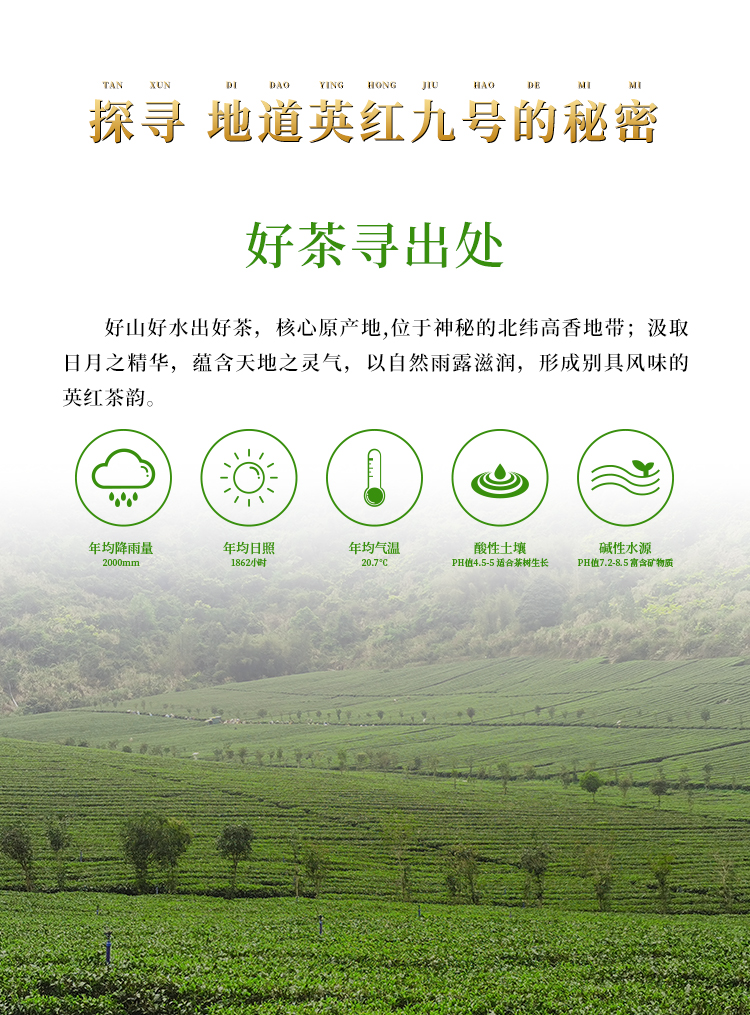 TAN XUN DI DAO YING HONG JIU HAO DE MI MI
探寻 地道英红九号的秘密
好茶寻出处
好山好水出好茶，核心原产地,位于神秘的北纬高香地带；汲取
日月之精华，蕴含天地之灵气，以自然雨露滋润，形成别具风味的
英红茶韵。
年均降雨量 年均日照 年均气温 酸性土壤 碱性水源
2000mm 1862小时 20.7°C PH值4.5-5 适合茶树生长 PH值7.2-8.5 富含矿物质